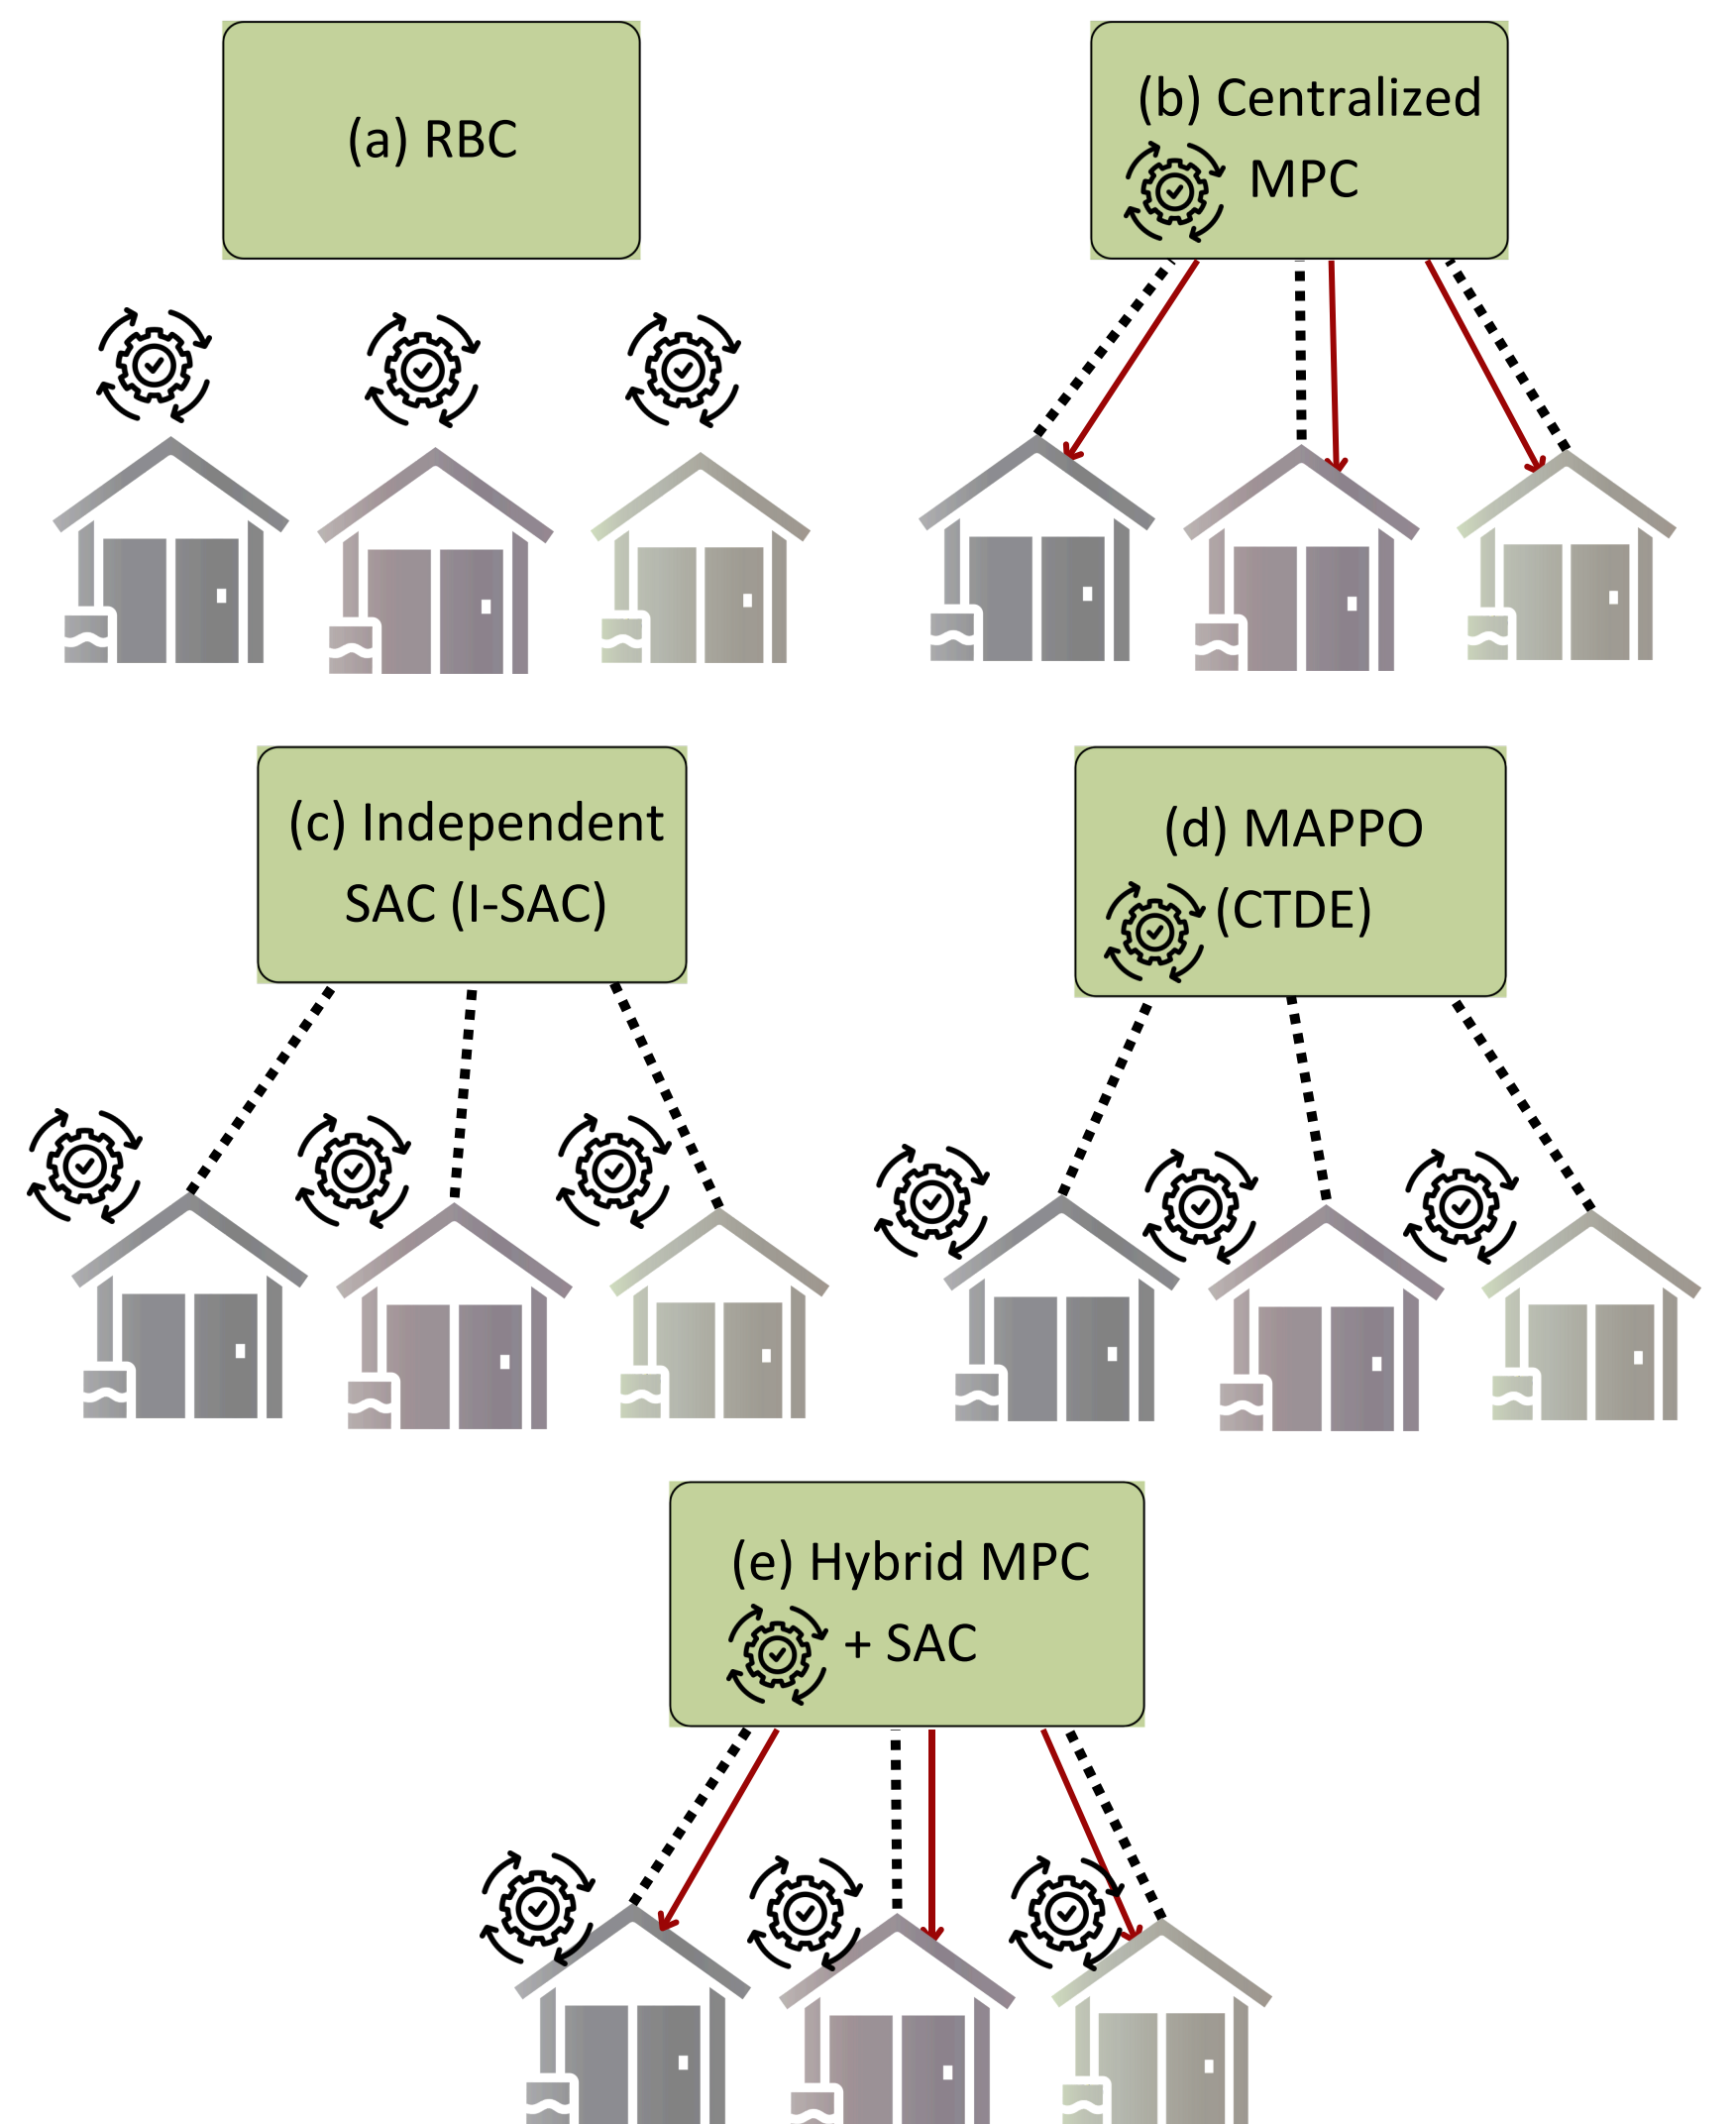 (a) RBC
(b) Centralized
MPC
(c) Independent
SAC (I-SAC)
(d) MAPPO
(CTDE)
(e) Hybrid MPC
+ SAC